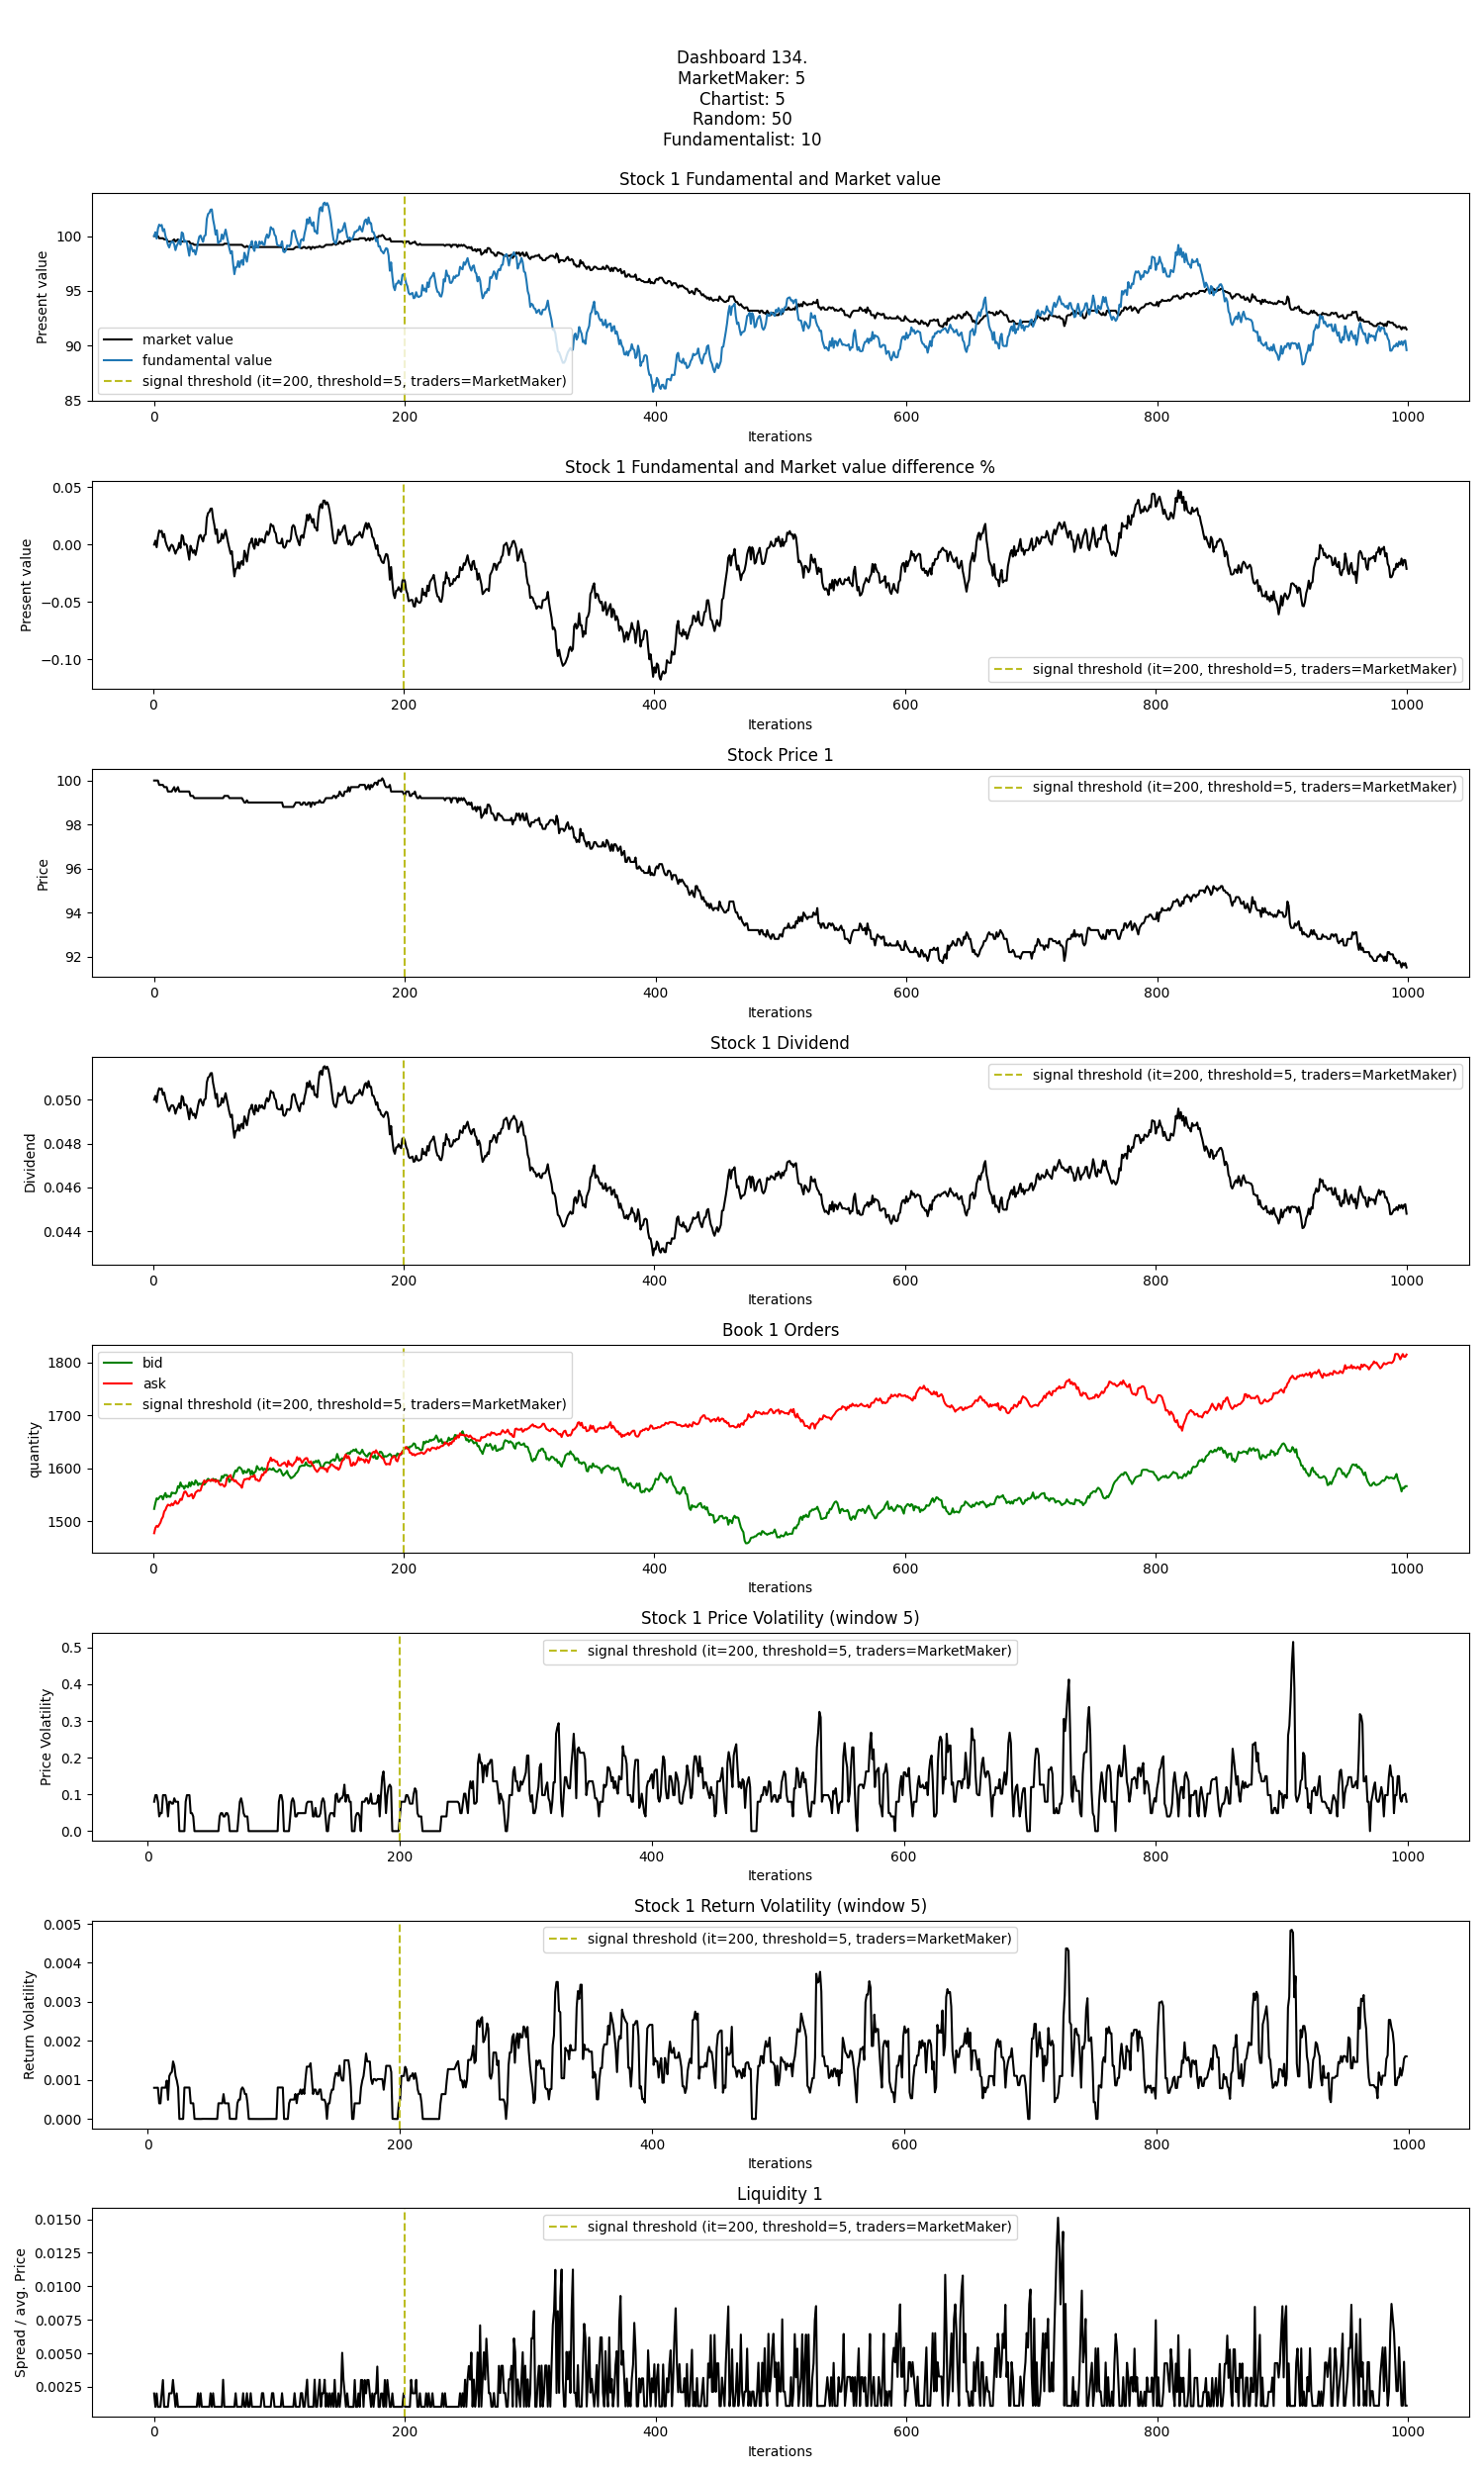 Dashboard 134.
MarketMaker: 5
Chartist: 5
Random: 50
Fundamentalist: 10
Stock 1 Fundamental and Market value
Present value
100
95
90
85
market value
fundamental value
signal threshold (it=200, threshold=5, traders=MarketMaker)
0 200 400 600 800 1000
Iterations
Stock 1 Fundamental and Market value difference %
Present value
0.05
0.00
−0.05
−0.10
signal threshold (it=200, threshold=5, traders=MarketMaker)
0 200 400 600 800 1000
Iterations
Stock Price 1
Price
100
98
96
94
92
signal threshold (it=200, threshold=5, traders=MarketMaker)
0 200 400 600 800 1000
Iterations
Stock 1 Dividend
Dividend
0.050
0.048
0.046
0.044
signal threshold (it=200, threshold=5, traders=MarketMaker)
0 200 400 600 800 1000
Iterations
Book 1 Orders
quantity
1800
1700
1600
1500
bid
ask
signal threshold (it=200, threshold=5, traders=MarketMaker)
0 200 400 600 800 1000
Iterations
Stock 1 Price Volatility (window 5)
Price Volatility
0.5
0.4
0.3
0.2
0.1
0.0
signal threshold (it=200, threshold=5, traders=MarketMaker)
0 200 400 600 800 1000
Iterations
Stock 1 Return Volatility (window 5)
Return Volatility
0.005
0.004
0.003
0.002
0.001
0.000
signal threshold (it=200, threshold=5, traders=MarketMaker)
0 200 400 600 800 1000
Iterations
Liquidity 1
Spread / avg. Price
0.0150
0.0125
0.0100
0.0075
0.0050
0.0025
signal threshold (it=200, threshold=5, traders=MarketMaker)
0 200 400 600 800 1000
Iterations